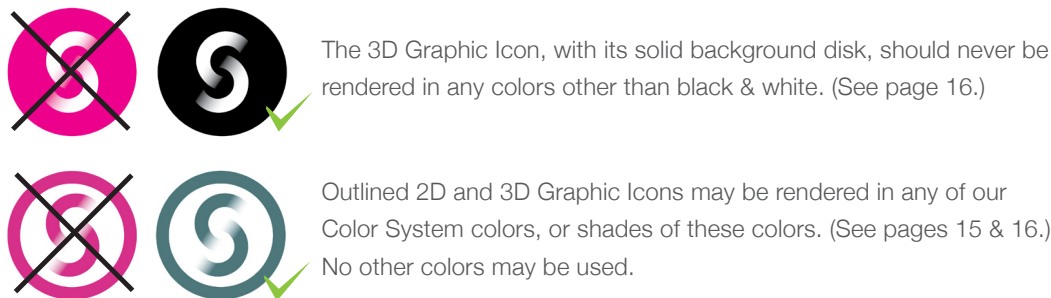 The 3D Graphic Icon, with its solid background disk, should never be
rendered in any colors other than black & white. (See page 16.)
Outlined 2D and 3D Graphic Icons may be rendered in any of our
Color System colors, or shades of these colors. (See pages 15 & 16.)
No other colors may be used.